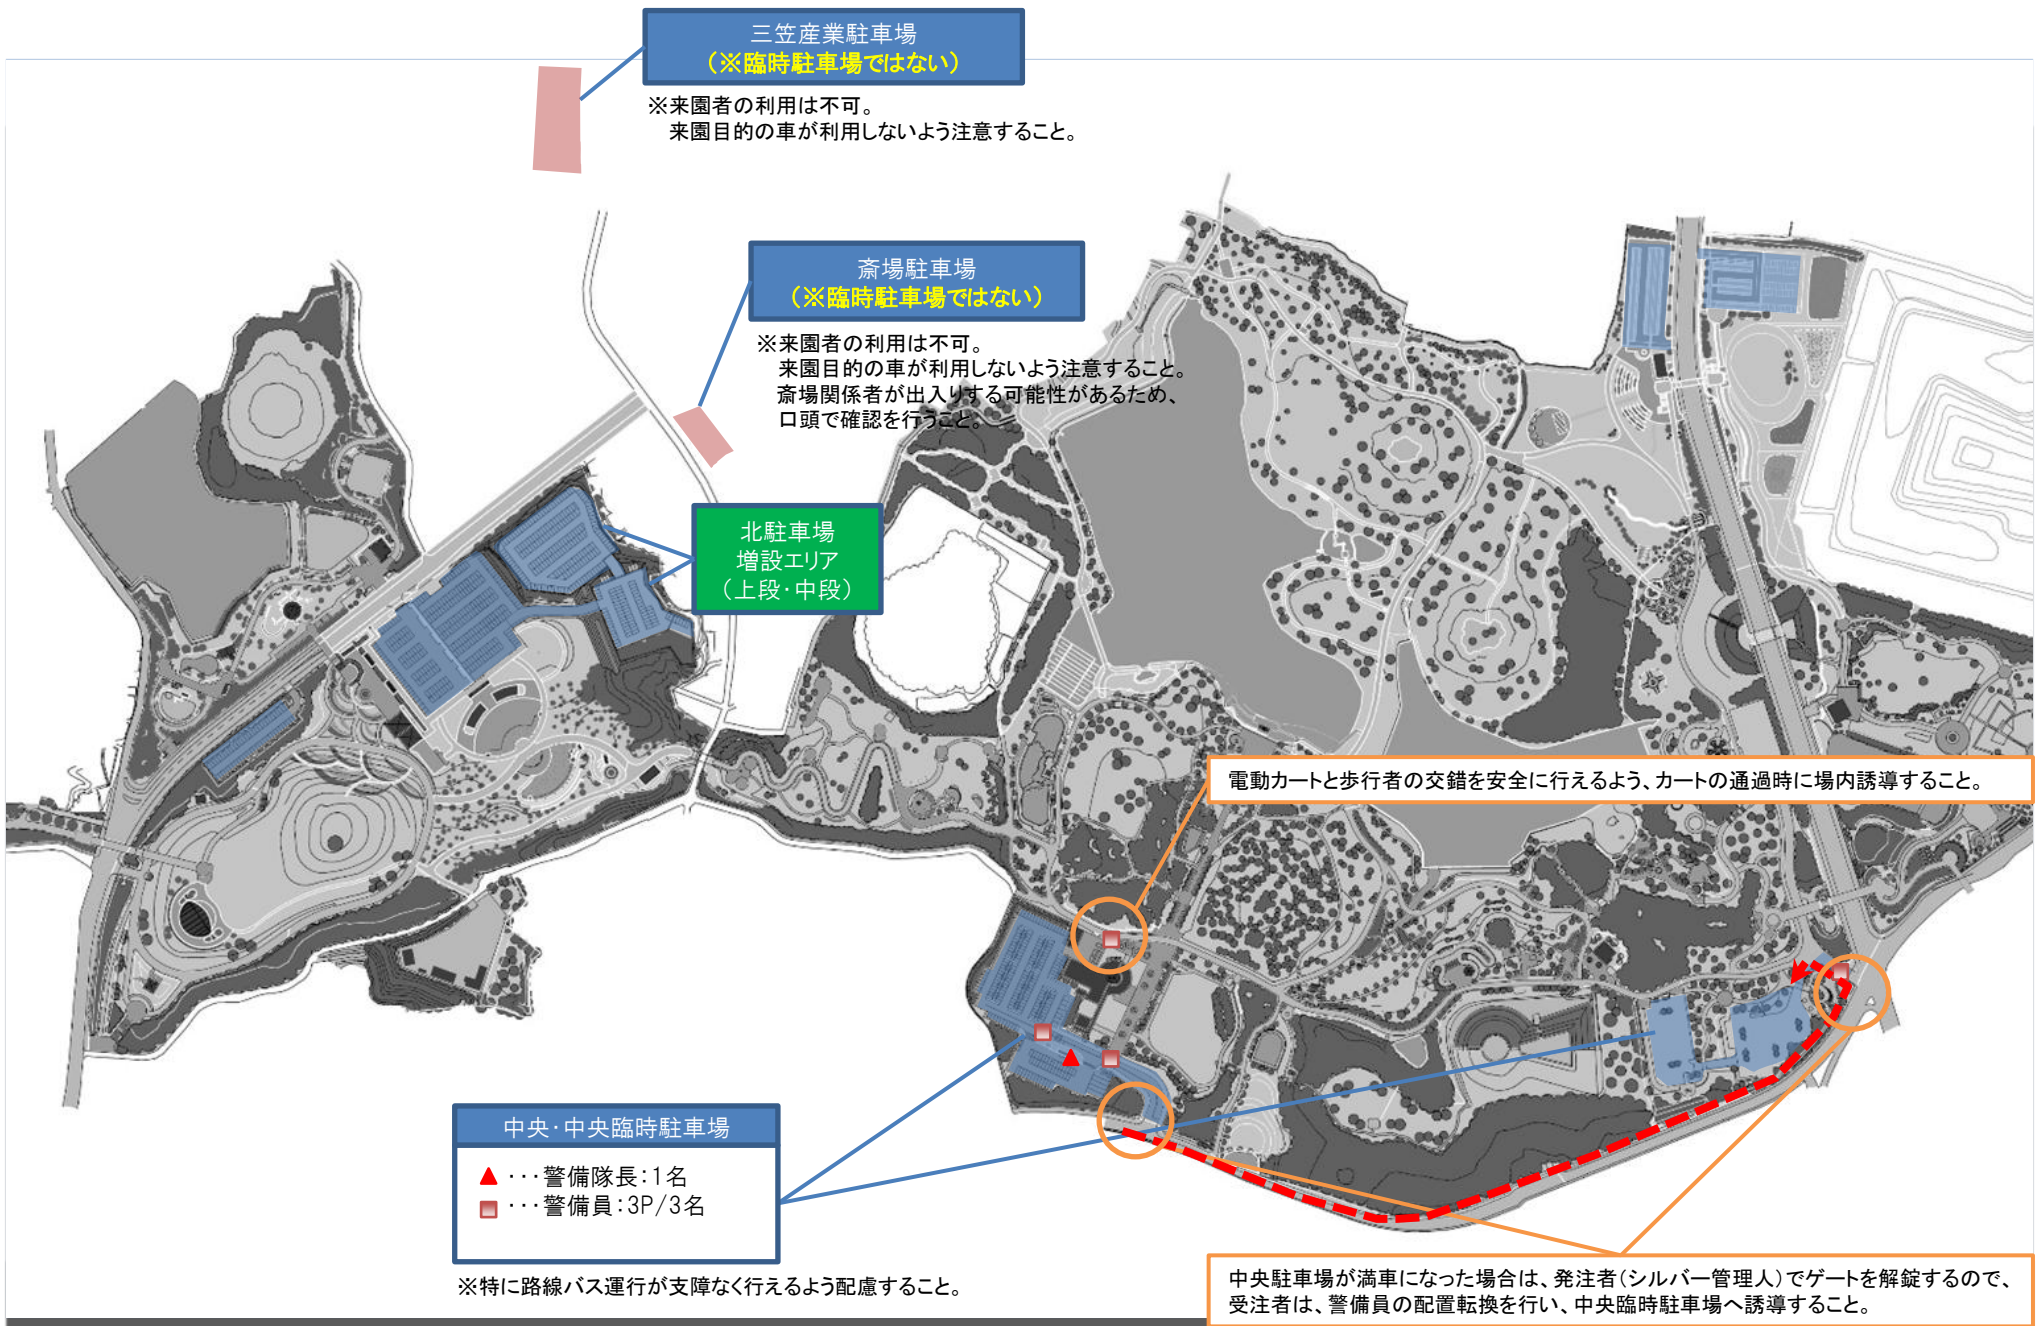 三笠産業駐車場
（※臨時駐車場ではない）
※来園者の利用は不可。
来園目的の車が利用しないよう注意すること。
斎場駐車場
（※臨時駐車場ではない）
※来園者の利用は不可。
来園目的の車が利用しないよう注意すること。
斎場関係者が出入りする可能性があるため、
口頭で確認を行うこと。
北駐車場
増設エリア
（上段・中段）
電動カートと歩行者の交錯を安全に行えるよう、カートの通過時に場内誘導すること。
中央・中央臨時駐車場
▲・・・警備隊長：1名
■・・・警備員：3P/3名
※特に路線バス運行が支障なく行えるよう配慮すること。
中央駐車場が満車になった場合は、発注者（シルバー管理人）でゲートを解錠するので、
受注者は、警備員の配置転換を行い、中央臨時駐車場へ誘導すること。